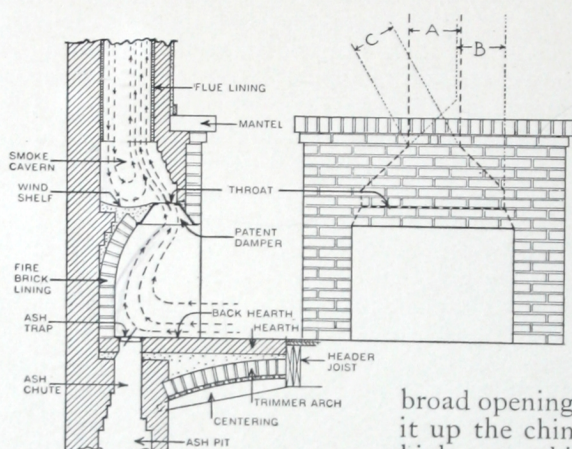 C
A
B
FLUE LINING
MANTEL
SMOKE
CAVERN
WIND
SHELF
THROAT
PATENT
DAMPER
FIRE
BRICK
LINING
ASH
TRAP
BACK HEARTH
HEARTH
HEADER
JOIST
ASH
CHUTE
TRIMMER ARCH
CENTERING
ASH PIT
broad opening
it up the chim